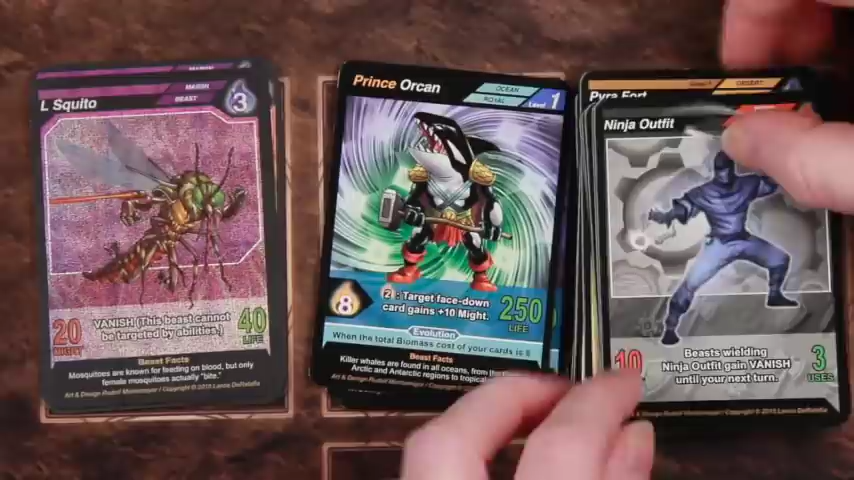 MARSH
L Squito
MARSH
BEAST
3
20
MIGHT
VANISH (This beast cannot
be targeted by abilities.)
40
LIFE
Beast Facts
Mosquitoes are known for feeding on blood, but only
female mosquitoes actually "bite."
Prince Orcan
OCEAN
ROYAL
Level 1
8
2 : Target face-down
card gains +10 Might.
250
LIFE
Evolution
When the total Biomass cost of your cards is 8
Beast Facts
Killer whales are found in all oceans, from the
Arctic and Antarctic regions to tropical
Pyra Fort
DESERT
Ninja Outfit
10
Beasts wielding
Ninja Outfit gain VANISH
until your next turn.
3
USES